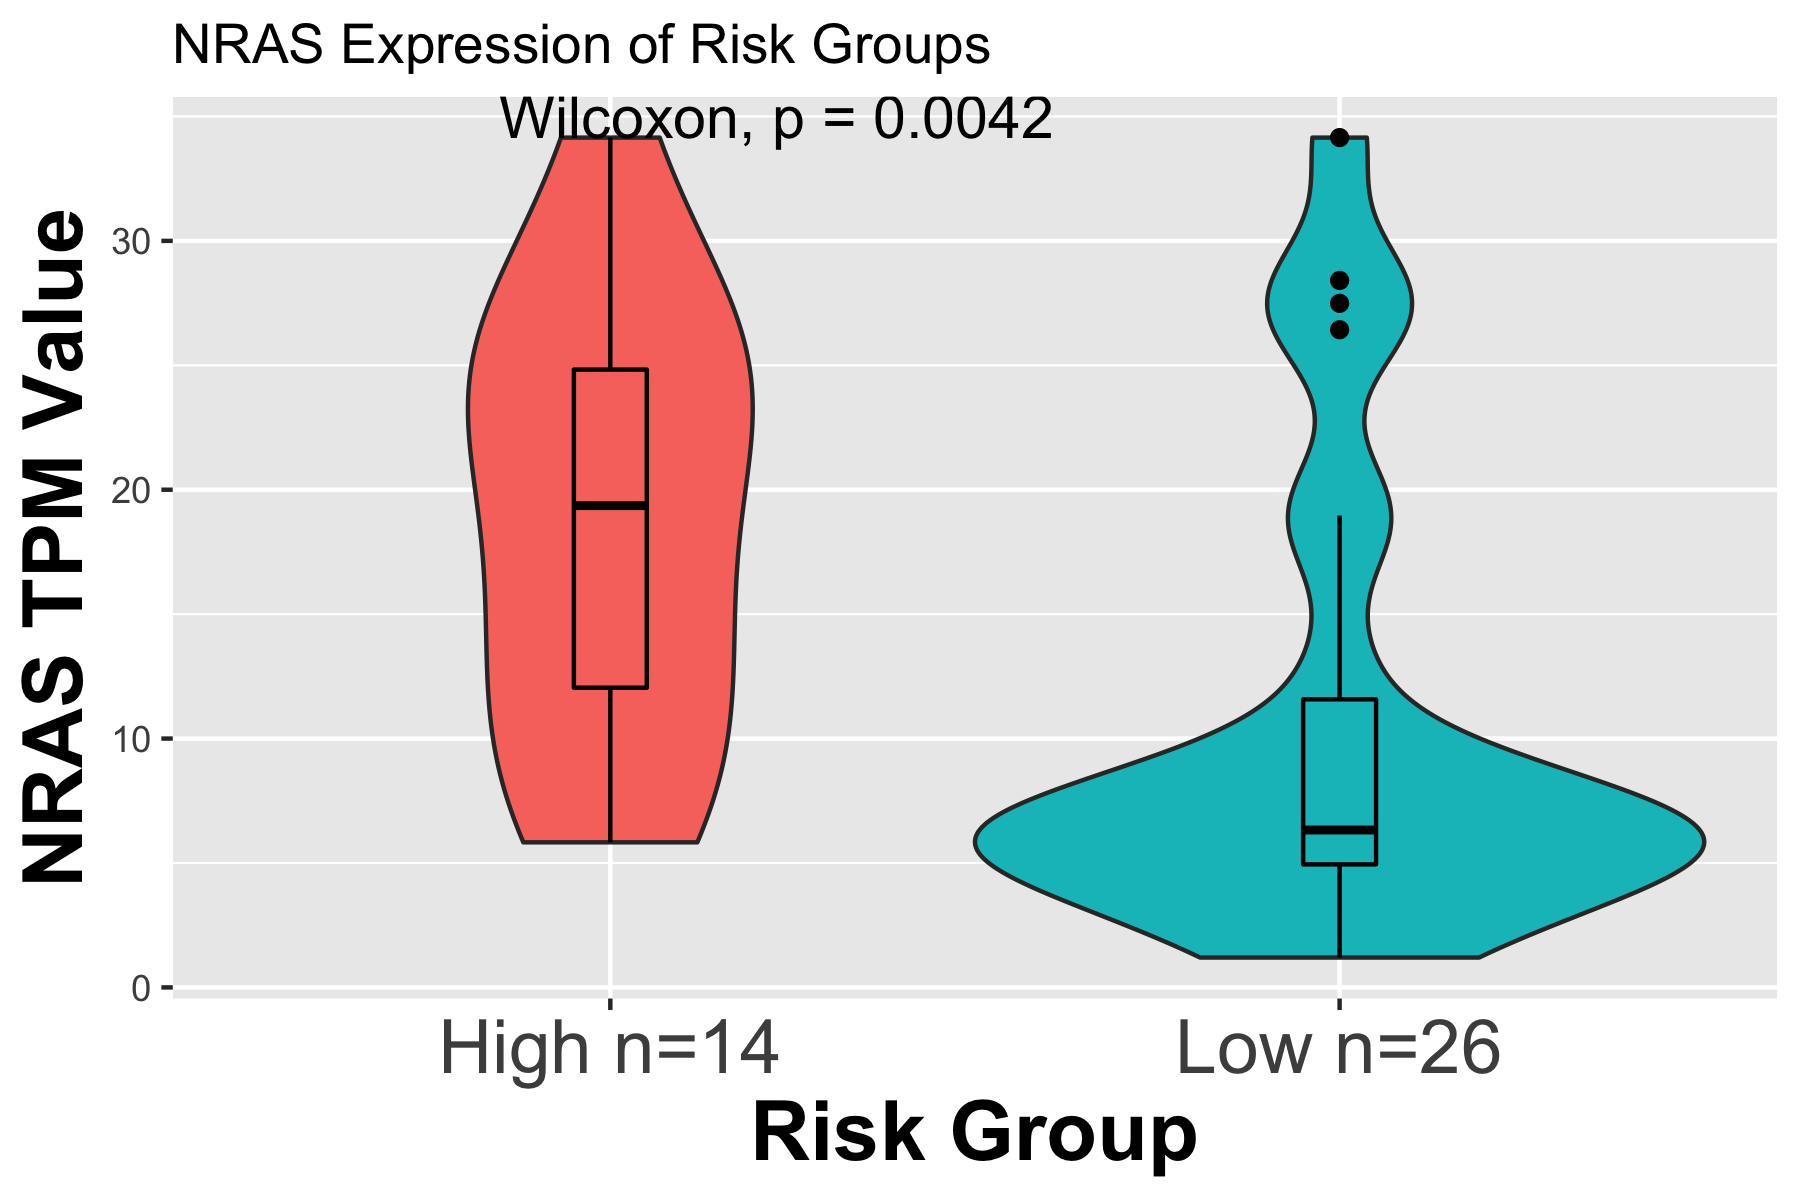 NRAS Expression of Risk Groups
Wilcoxon, p = 0.0042
NRAS TPM Value
30
20
10
0
High n=14
Low n=26
Risk Group